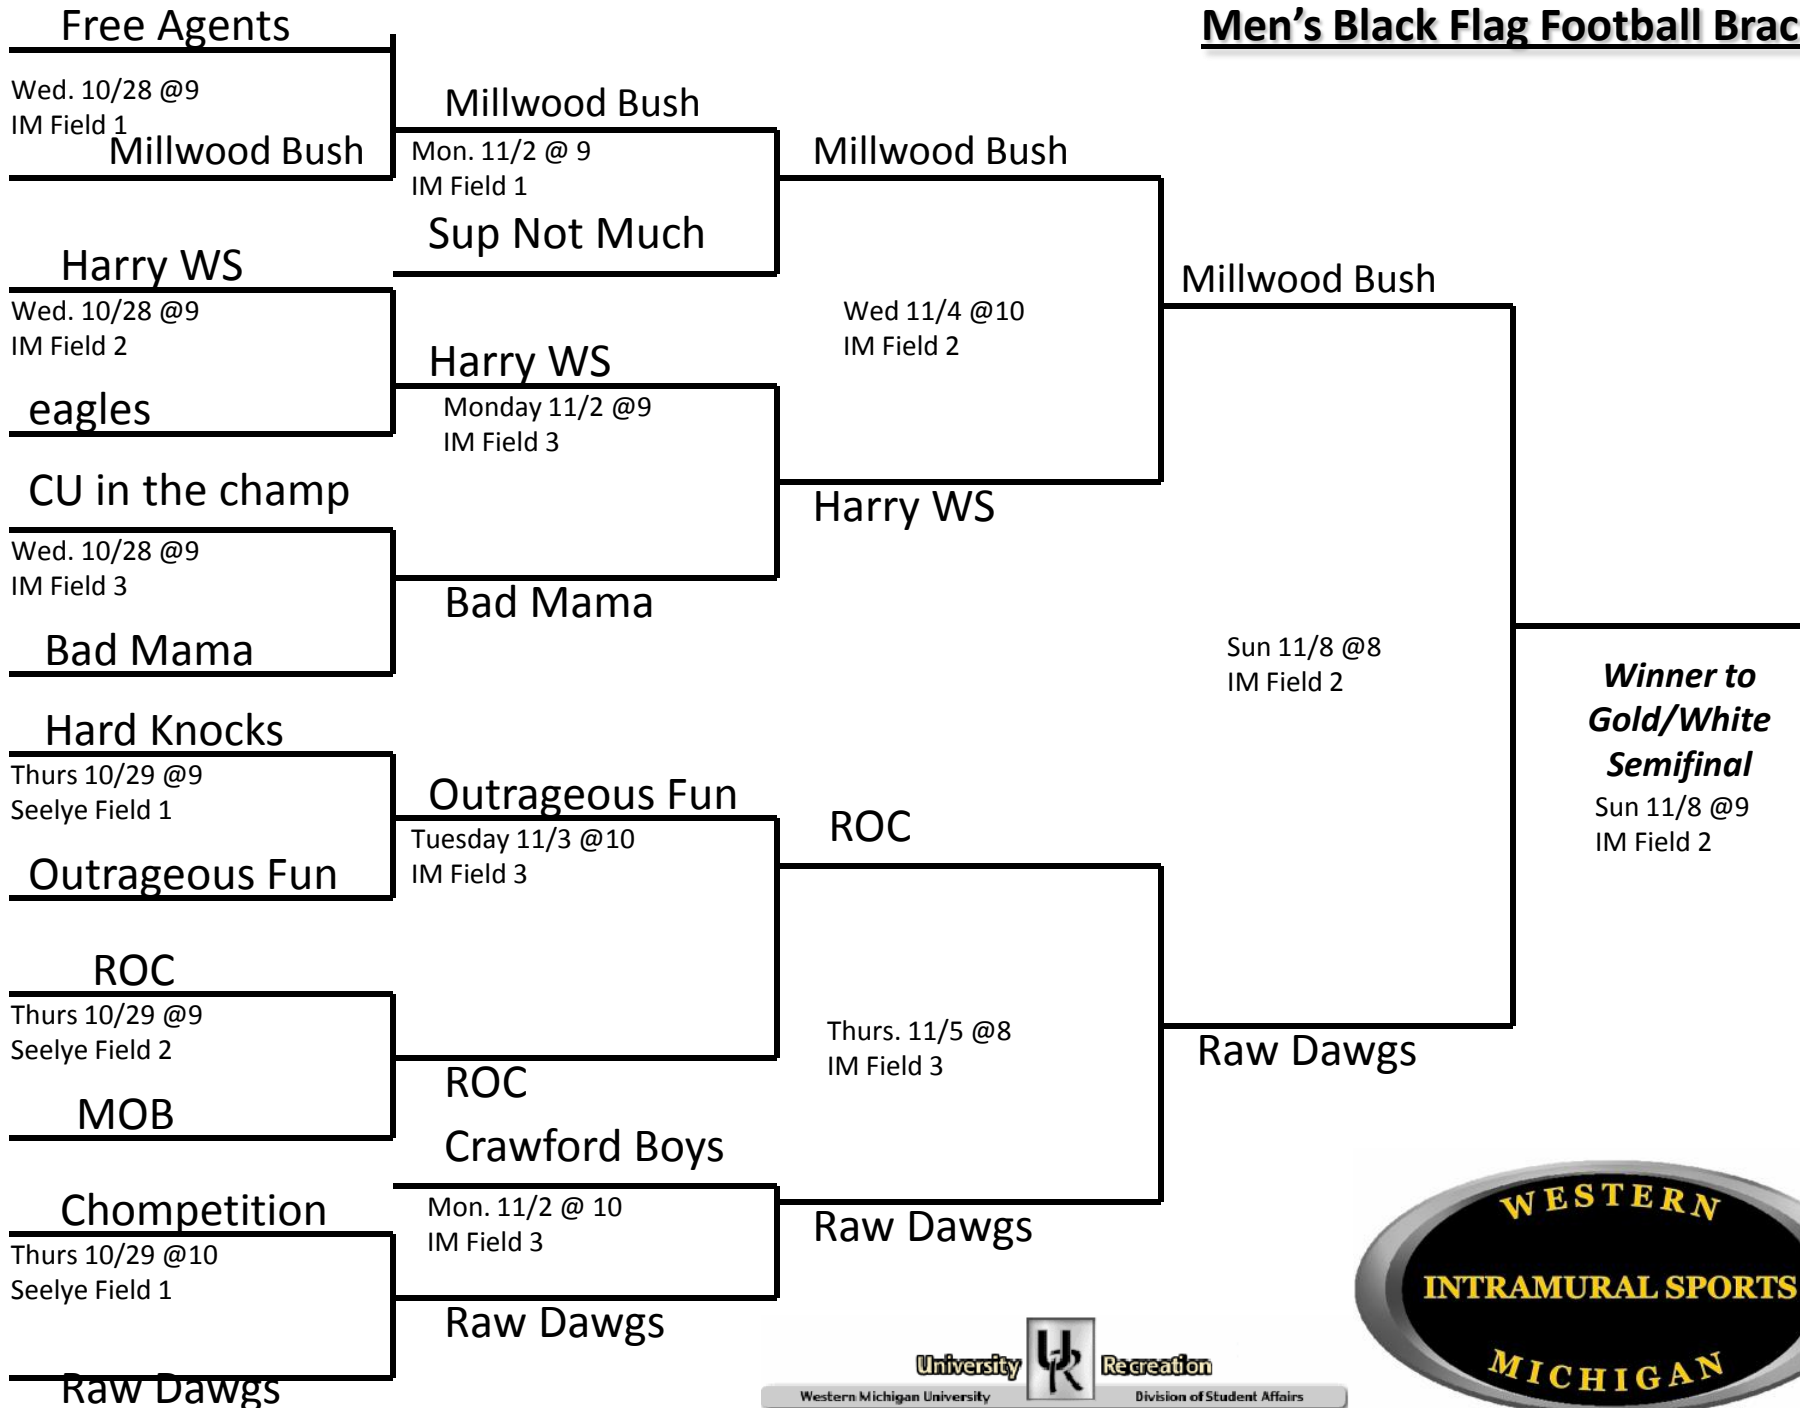 Men's Black Flag Football Brac
Free Agents
Wed. 10/28 @9
IM Field 1
Millwood Bush
Harry WS
Wed. 10/28 @9
IM Field 2
eagles
CU in the champ
Wed. 10/28 @9
IM Field 3
Bad Mama
Hard Knocks
Thurs 10/29 @9
Seelye Field 1
Outrageous Fun
ROC
Thurs 10/29 @9
Seelye Field 2
MOB
Chompetition
Thurs 10/29 @10
Seelye Field 1
Raw Dawgs
Millwood Bush
Mon. 11/2 @ 9
IM Field 1
Sup Not Much
Harry WS
Monday 11/2 @9
IM Field 3
Bad Mama
Outrageous Fun
Tuesday 11/3 @10
IM Field 3
ROC
Crawford Boys
Mon. 11/2 @ 10
IM Field 3
Raw Dawgs
Millwood Bush
Wed 11/4 @10
IM Field 2
Harry WS
ROC
Thurs. 11/5 @8
IM Field 3
Raw Dawgs
Millwood Bush
Sun 11/8 @8
IM Field 2
Raw Dawgs
Winner to
Gold/White
Semifinal
Sun 11/8 @9
IM Field 2
University UR Recreation
Western Michigan University Division of Student Affairs
WESTERN
INTRAMURAL SPORTS
MICHIGAN